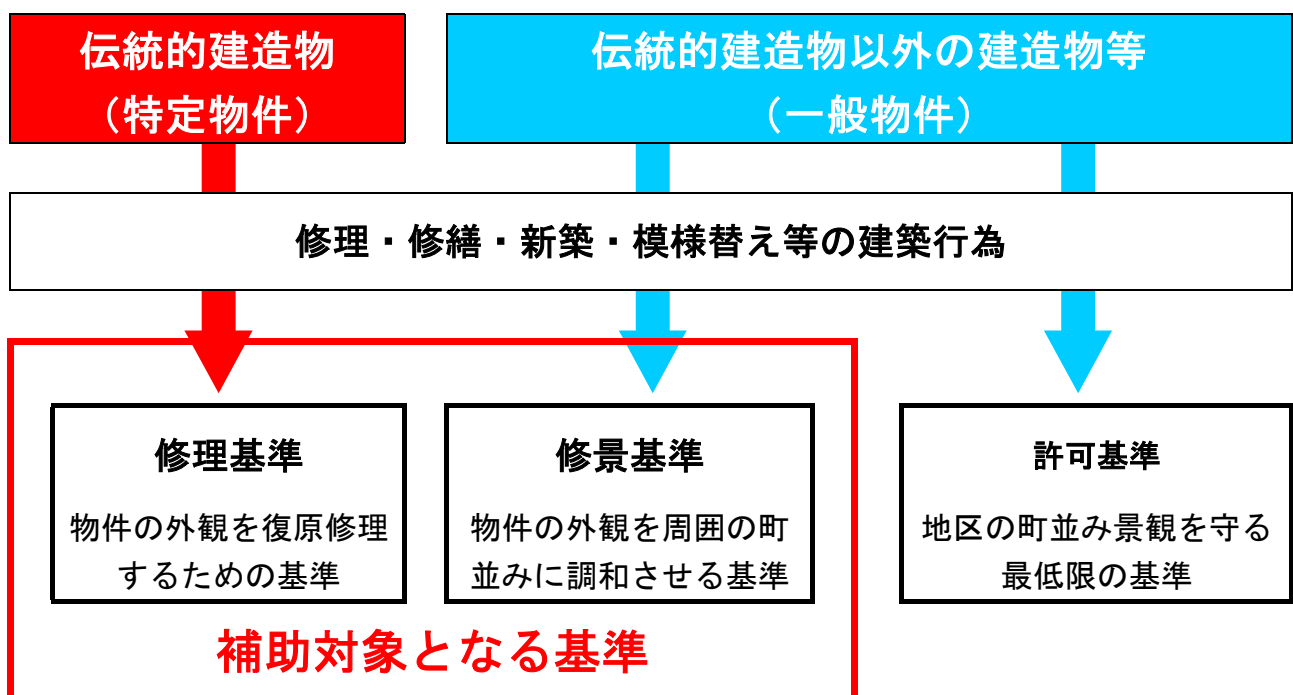 伝統的建造物
（特定物件）
伝統的建造物以外の建造物等
（一般物件）
修理・修繕・新築・模様替え等の建築行為
修理基準
物件の外観を復原修理
するための基準
修景基準
物件の外観を周囲の町
並みに調和させる基準
許可基準
地区の町並み景観を守る
最低限の基準
補助対象となる基準